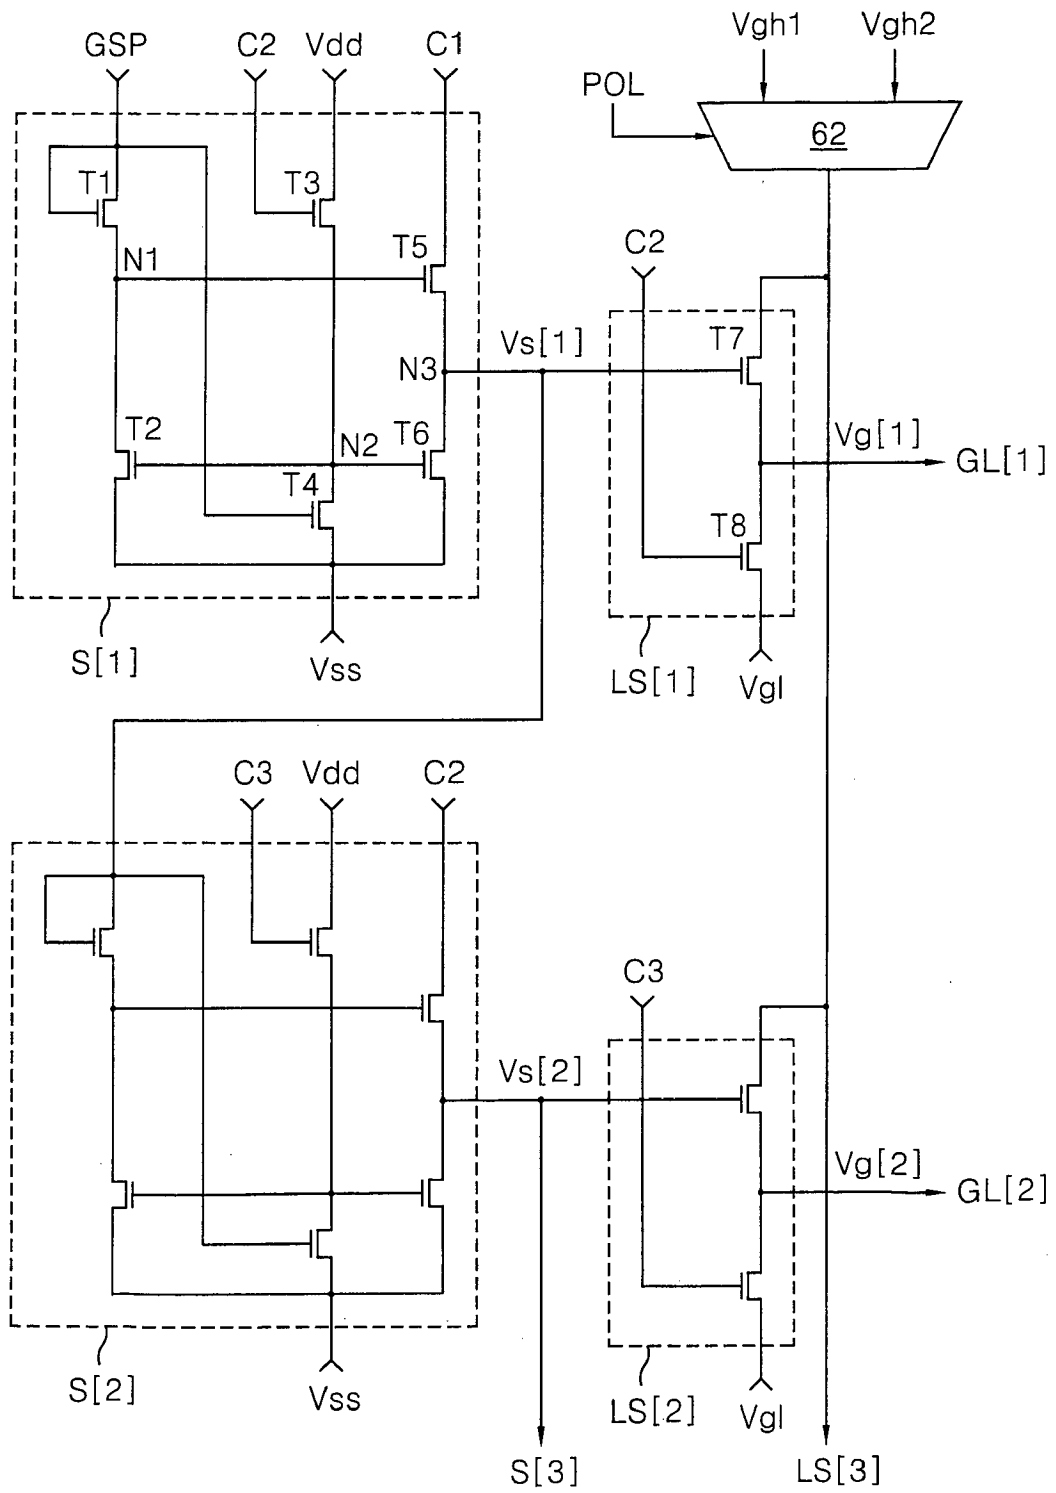 Vgh1 Vgh2
GSP C2 Vdd C1
POL
62
T1 T3
C2
N1 T5
Vs[1] T7
N3
T2 N2 T6 Vg[1]
GL[1]
T4
T8
S[1] Vss LS[1] Vgl
C3 Vdd C2
C3
Vs[2]
Vg[2]
GL[2]
S[2] Vss LS[2] Vgl
S[3] LS[3]